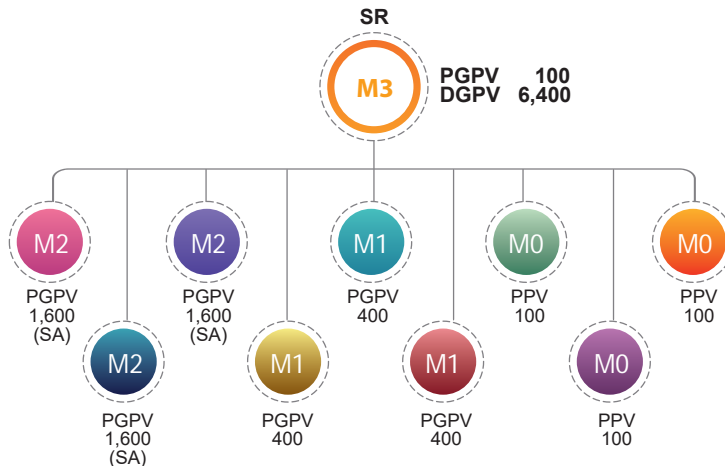 SR
M3
PGPV 100
DGPV 6,400
M2
PGPV
1,600
(SA)
M2
PGPV
1,600
(SA)
M2
PGPV
1,600
(SA)
M1
PGPV
400
M1
PGPV
400
M1
PGPV
400
M0
PPV
100
M0
PPV
100
M0
PPV
100